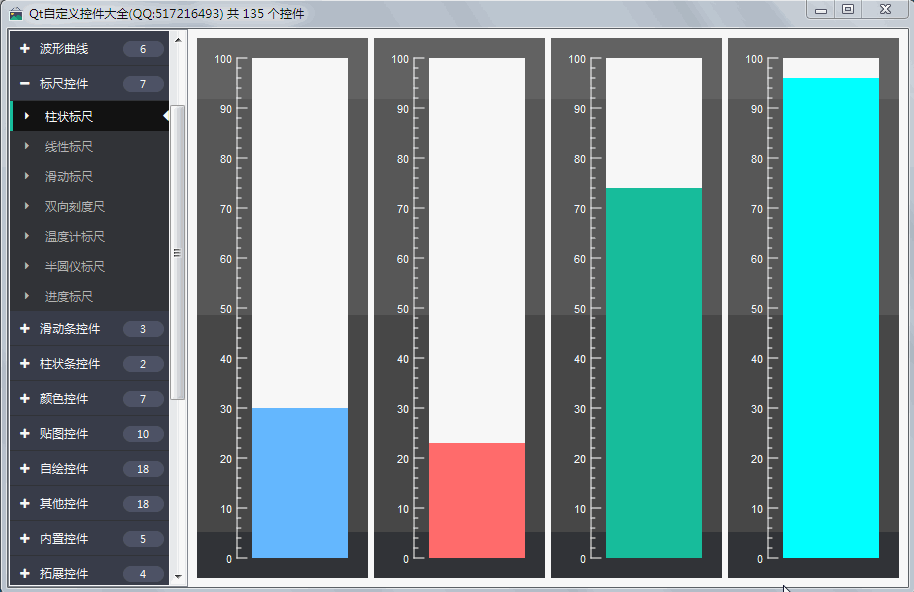 Qt自定义控件大全(QQ:517216493) 共 135 个控件
波形曲线 6
标尺控件 7
柱状标尺
线性标尺
滑动标尺
双向刻度尺
温度计标尺
半圆仪标尺
进度标尺
滑动条控件 3
柱状条控件 2
颜色控件 7
贴图控件 10
自绘控件 18
其他控件 18
内置控件 5
拓展控件 4
100
90
80
70
60
50
40
30
20
10
0
100
90
80
70
60
50
40
30
20
10
0
100
90
80
70
60
50
40
30
20
10
0
100
90
80
70
60
50
40
30
20
10
0